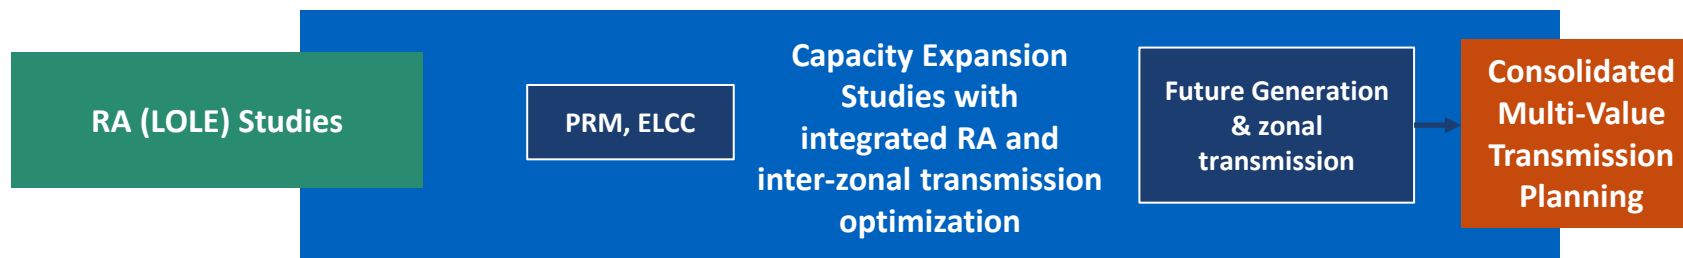 RA (LOLE) Studies
PRM, ELCC
Capacity Expansion
Studies with
integrated RA and
inter-zonal transmission
optimization
Future Generation
& zonal
transmission
Consolidated
Multi-Value
Transmission
Planning